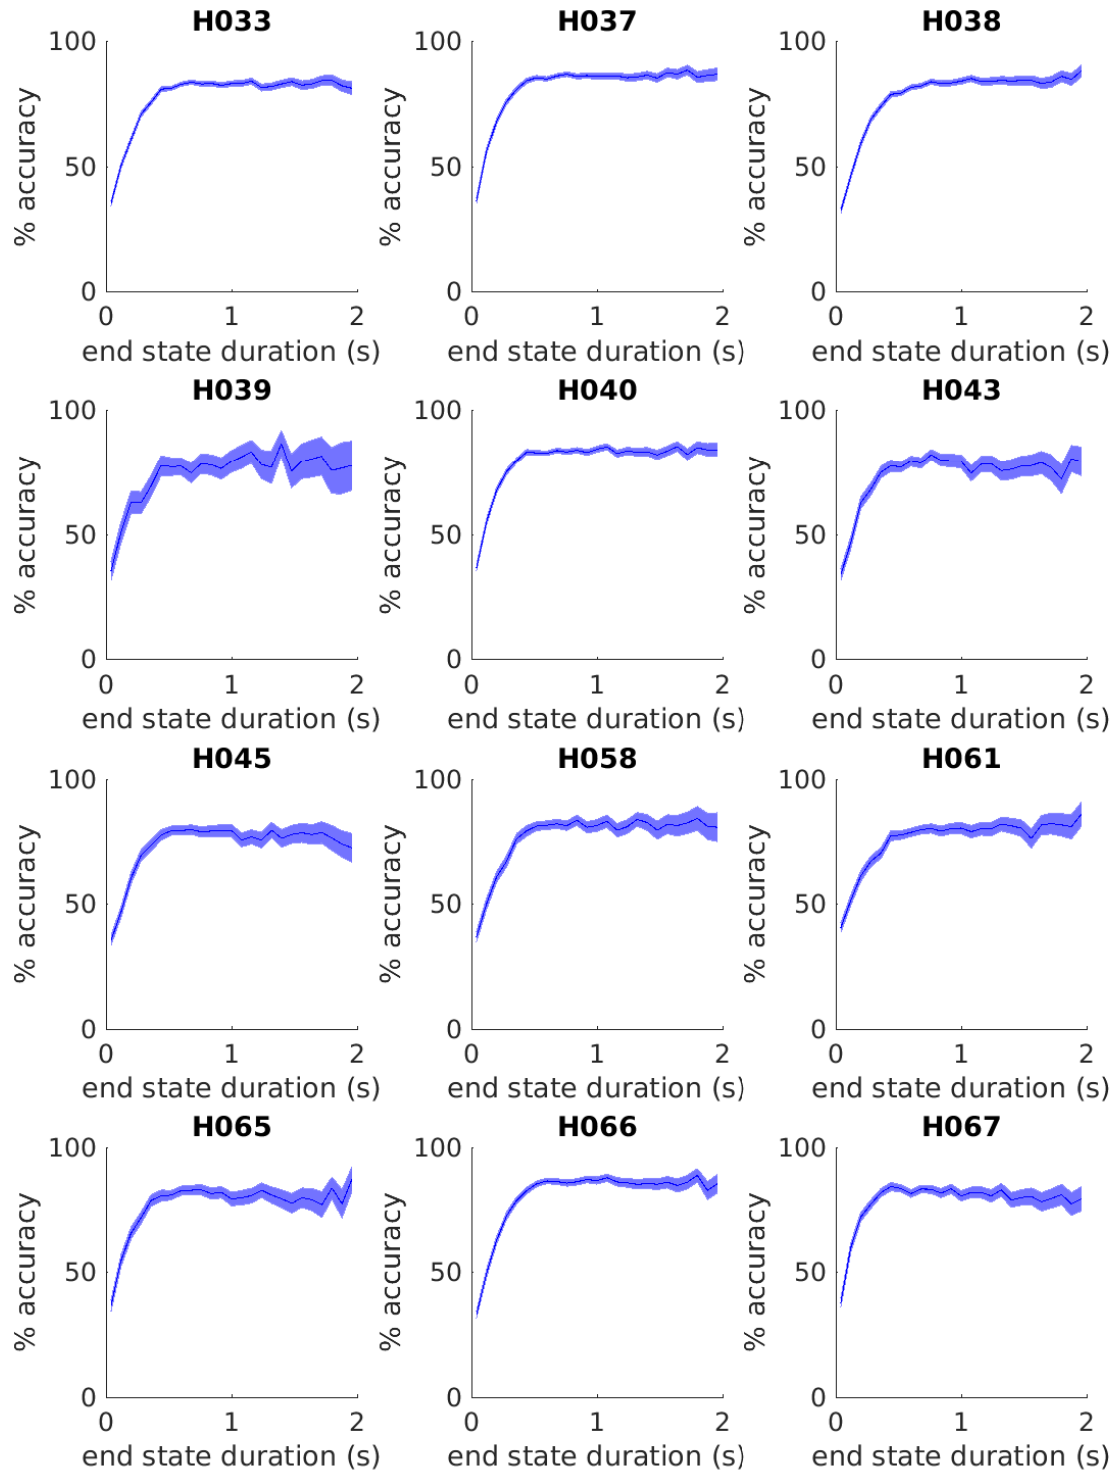 H033 H037 H038
100 100 100
% accuracy % accuracy % accuracy
50 50 50
0 0 0
0 1 2 0 1 2 0 1 2
end state duration (s) end state duration (s) end state duration (s)
H039 H040 H043
100 100 100
% accuracy % accuracy % accuracy
50 50 50
0 0 0
0 1 2 0 1 2 0 1 2
end state duration (s) end state duration (s) end state duration (s)
H045 H058 H061
100 100 100
% accuracy % accuracy % accuracy
50 50 50
0 0 0
0 1 2 0 1 2 0 1 2
end state duration (s) end state duration (s) end state duration (s)
H065 H066 H067
100 100 100
% accuracy % accuracy % accuracy
50 50 50
0 0 0
0 1 2 0 1 2 0 1 2
end state duration (s) end state duration (s) end state duration (s)